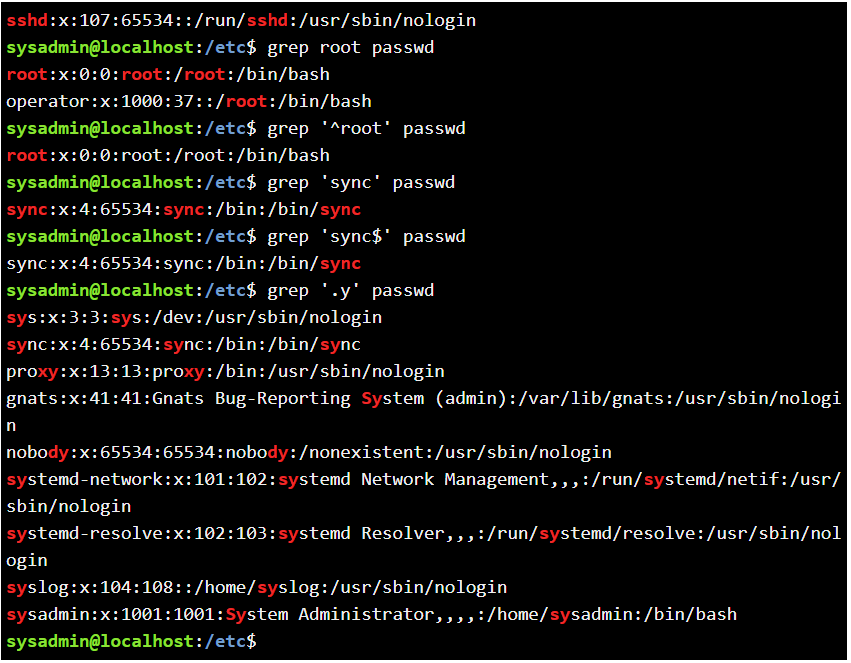 sshd:x:107:65534::/run/sshd:/usr/sbin/nologin
sysadmin@localhost:/etc$ grep root passwd
root:x:0:0:root:/root:/bin/bash
operator:x:1000:37::/root:/bin/bash
sysadmin@localhost:/etc$ grep '^root' passwd
root:x:0:0:root:/root:/bin/bash
sysadmin@localhost:/etc$ grep 'sync' passwd
sync:x:4:65534:sync:/bin:/bin/sync
sysadmin@localhost:/etc$ grep 'sync$' passwd
sync:x:4:65534:sync:/bin:/bin/sync
sysadmin@localhost:/etc$ grep '.y' passwd
sys:x:3:3:sys:/dev:/usr/sbin/nologin
sync:x:4:65534:sync:/bin:/bin/sync
proxy:x:13:13:proxy:/bin:/usr/sbin/nologin
gnats:x:41:41:Gnats Bug-Reporting System (admin):/var/lib/gnats:/usr/sbin/nologi
n
nobody:x:65534:65534:nobody:/nonexistent:/usr/sbin/nologin
systemd-network:x:101:102:systemd Network Management,,,:/run/systemd/netif:/usr/
sbin/nologin
systemd-resolve:x:102:103:systemd Resolver,,,:/run/systemd/resolve:/usr/sbin/nol
ogin
syslog:x:104:108::/home/syslog:/usr/sbin/nologin
sysadmin:x:1001:1001:System Administrator,,,,:/home/sysadmin:/bin/bash
sysadmin@localhost:/etc$